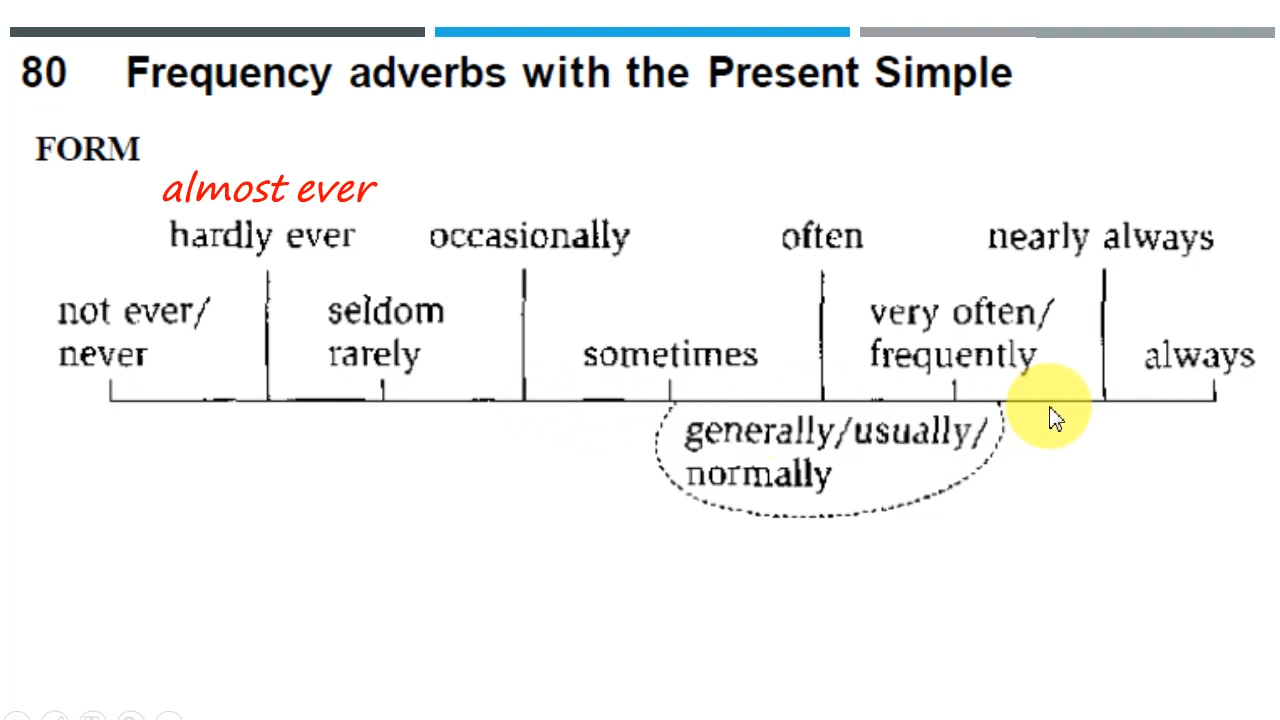 80 Frequency adverbs with the Present Simple
FORM
almost ever
hardly ever occasionally often nearly always
not ever/ seldom very often/
never rarely sometimes frequently always
generally/usually/
normally